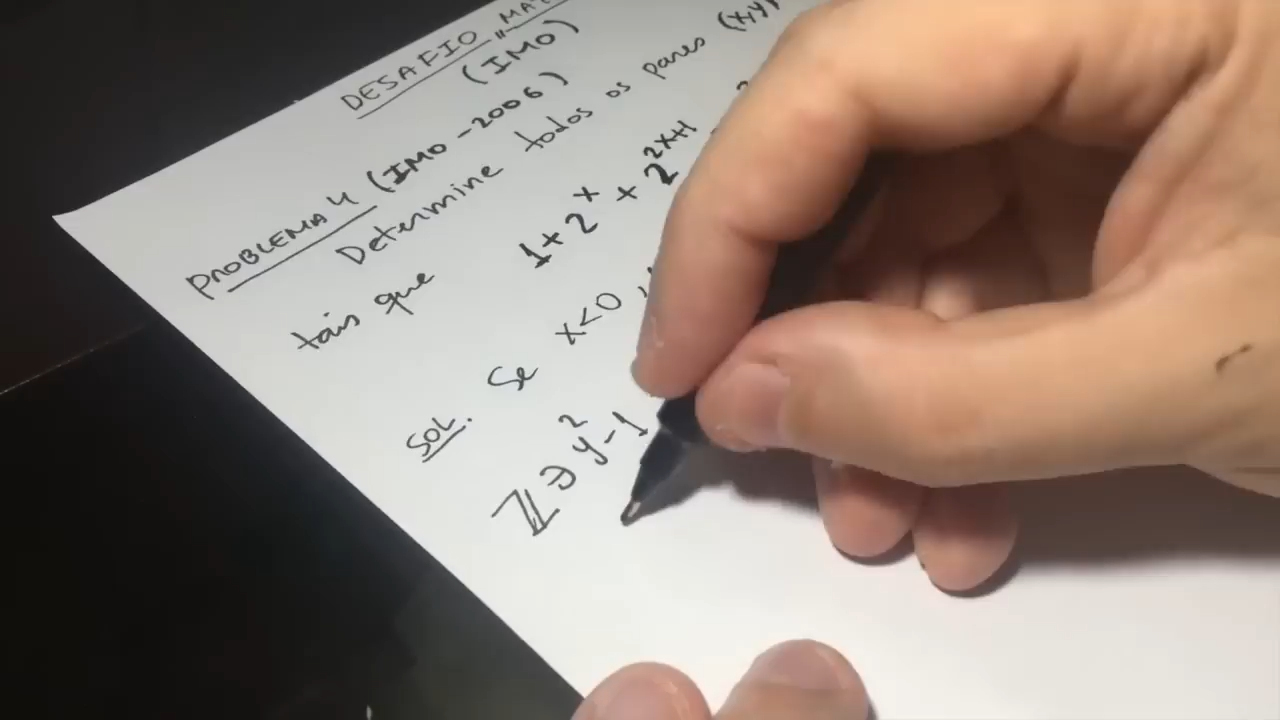 DESAFIO "MAT
(IMO)
PROBLEMA 4 (IMO-2006)
Determine todos os pares (x,y)
tais que 1+2^x + 2^{2x+1}
SOL. Se x<0
ℤ ∋ y²-1